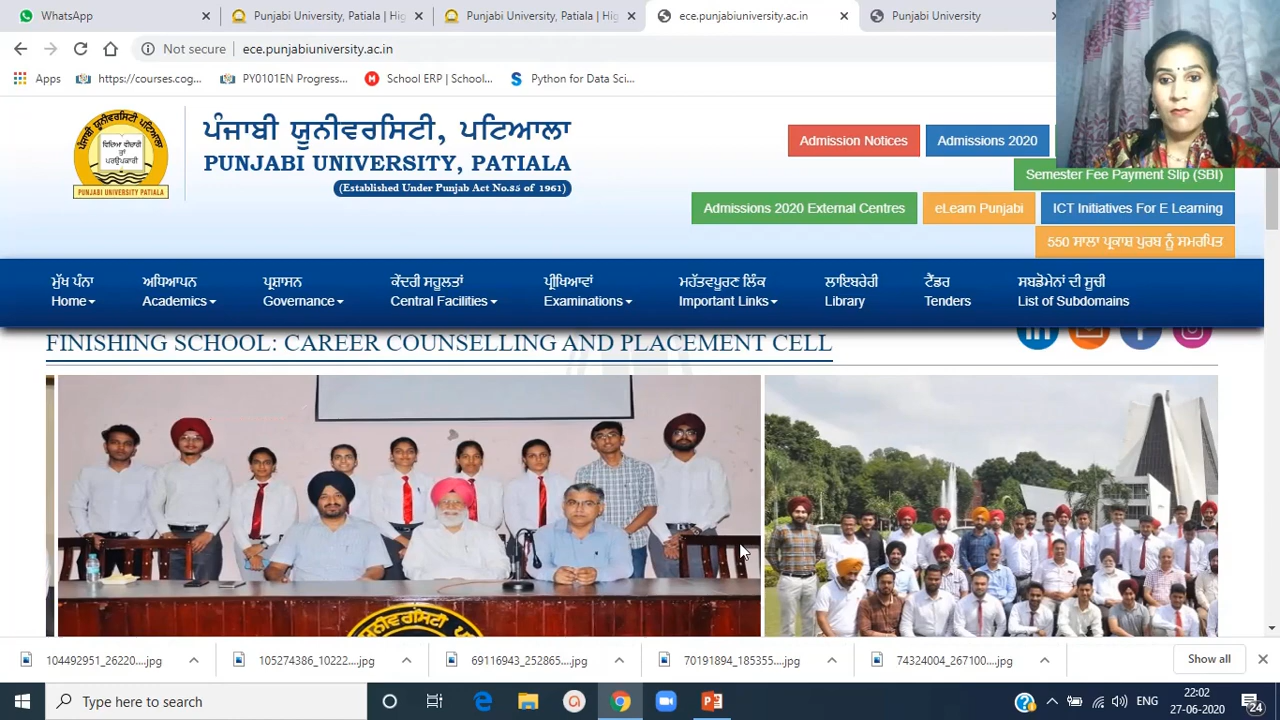 WhatsApp
Punjabi University, Patiala | Hig
Punjabi University, Patiala | Hig
ece.punjabiuniversity.ac.in
Punjabi University
Not secure
ece.punjabiuniversity.ac.in
Apps
https://courses.cog...
PY0101EN Progress...
School ERP | School...
Python for Data Sci...
ਪੰਜਾਬੀ ਯੂਨੀਵਰਸਿਟੀ, ਪਟਿਆਲਾ
PUNJABI UNIVERSITY, PATIALA
(Established Under Punjab Act No.35 of 1961)
PUNJABI UNIVERSITY PATIALA
Admission Notices
Admissions 2020
Semester Fee Payment Slip (SBI)
Admissions 2020 External Centres
eLearn Punjabi
ICT Initiatives For E Learning
550 ਸਾਲਾ ਪ੍ਰਕਾਸ਼ ਪੁਰਬ ਨੂੰ ਸਮਰਪਿਤ
ਮੁੱਖ ਪੰਨਾ
Home
ਅਧਿਆਪਨ
Academics
ਪ੍ਰਸ਼ਾਸਨ
Governance
ਕੇਂਦਰੀ ਸਹੂਲਤਾਂ
Central Facilities
ਪ੍ਰੀਖਿਆਵਾਂ
Examinations
ਮਹੱਤਵਪੂਰਣ ਲਿੰਕ
Important Links
ਲਾਇਬਰੇਰੀ
Library
ਟੈਂਡਰ
Tenders
ਸਬਡੋਮੇਨਾਂ ਦੀ ਸੂਚੀ
List of Subdomains
FINISHING SCHOOL: CAREER COUNSELLING AND PLACEMENT CELL
104492951_26220....jpg
105274386_10222....jpg
69116943_252865....jpg
70191894_185355....jpg
74324004_267100....jpg
Show all
Type here to search
ENG
22:02
27-06-2020
24